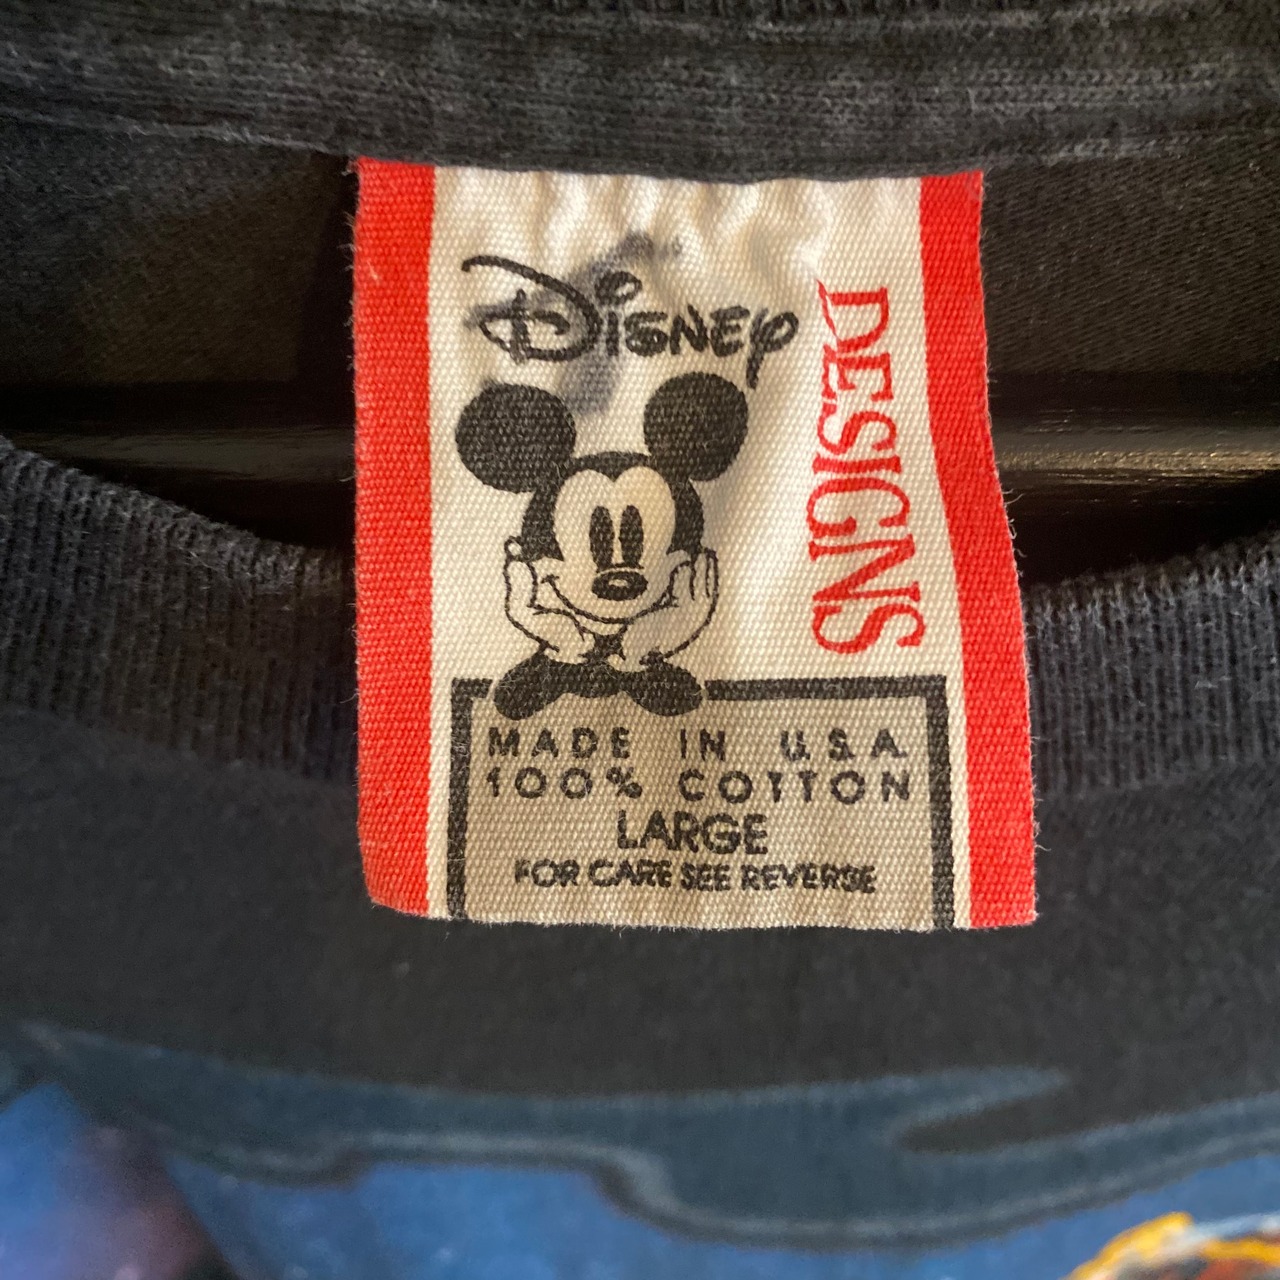 Disney
DESIGNS
MADE IN U.S.A.
100% COTTON
LARGE
FOR CARE SEE REVERSE